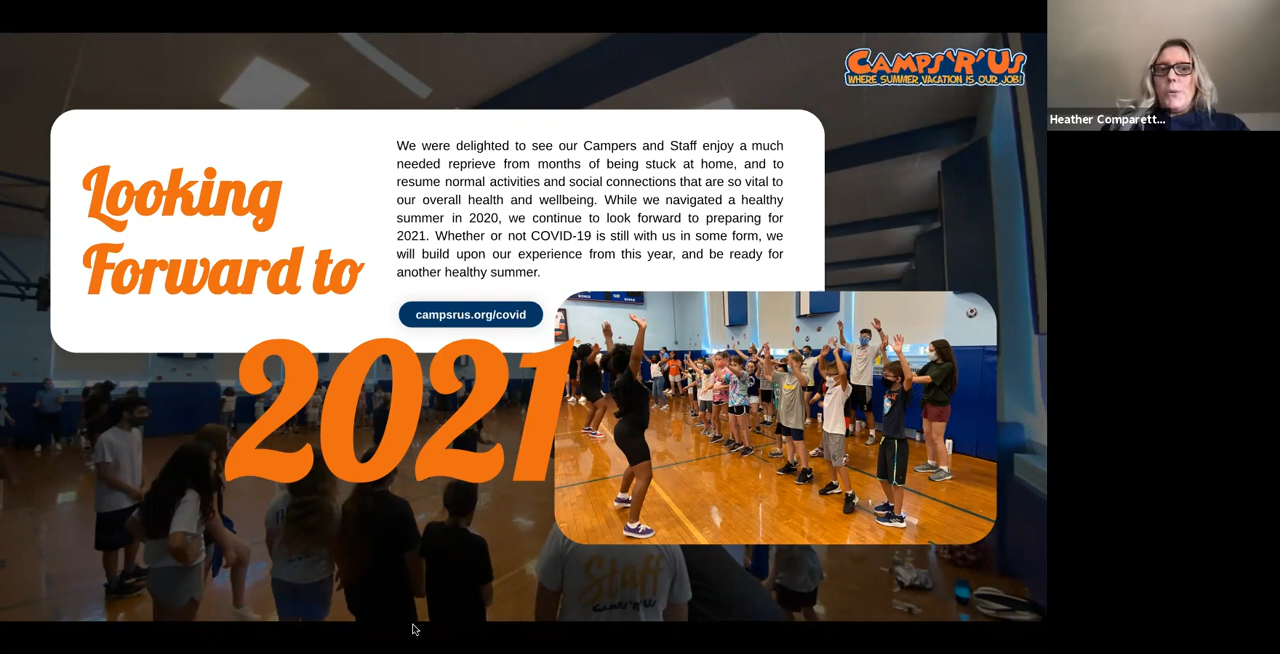 CAMPS'R'US
WHERE SUMMER VACATION IS OUR JOB!
Heather Comparett...
Looking
Forward to
2021
We were delighted to see our Campers and Staff enjoy a much
needed reprieve from months of being stuck at home, and to
resume normal activities and social connections that are so vital to
our overall health and wellbeing. While we navigated a healthy
summer in 2020, we continue to look forward to preparing for
2021. Whether or not COVID-19 is still with us in some form, we
will build upon our experience from this year, and be ready for
another healthy summer.
campsrus.org/covid
Staff
CAMPS'R'US